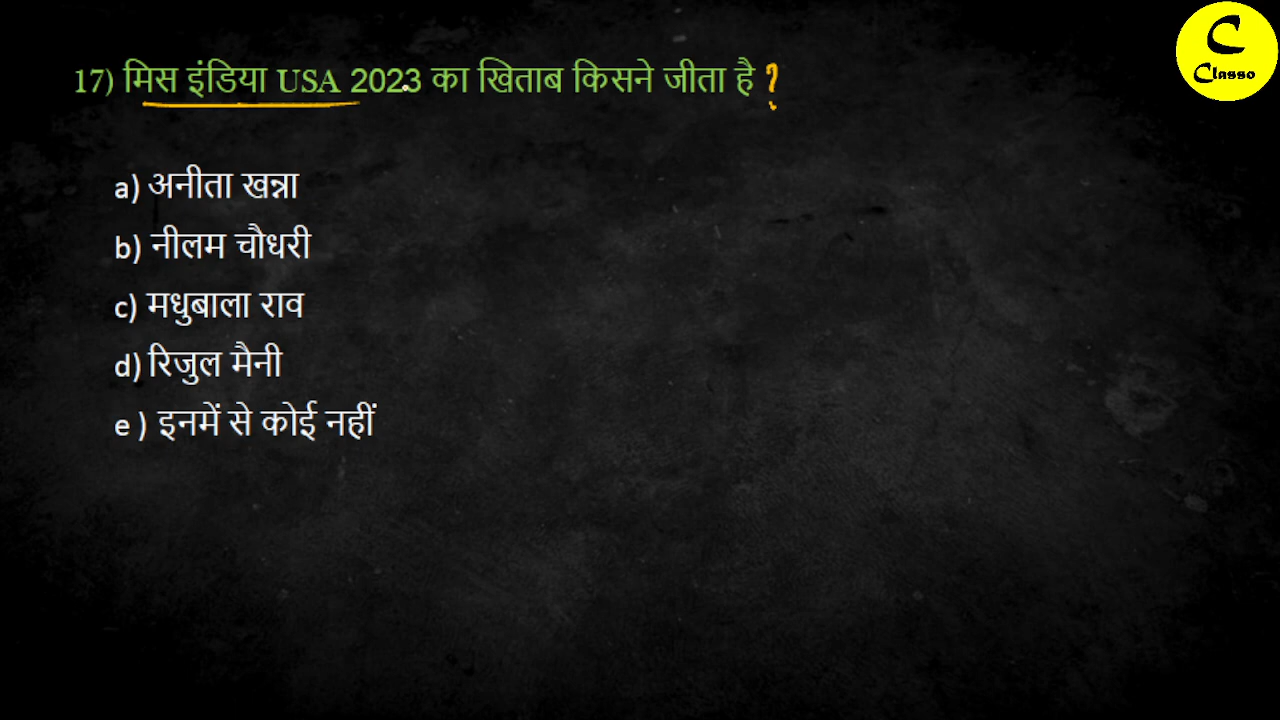 17) मिस इंडिया USA 2023 का खिताब किसने जीता है ?
a) अनीता खन्ना
b) नीलम चौधरी
c) मधुबाला राव
d) रिजुल मैनी
e ) इनमें से कोई नहीं
C
Classo